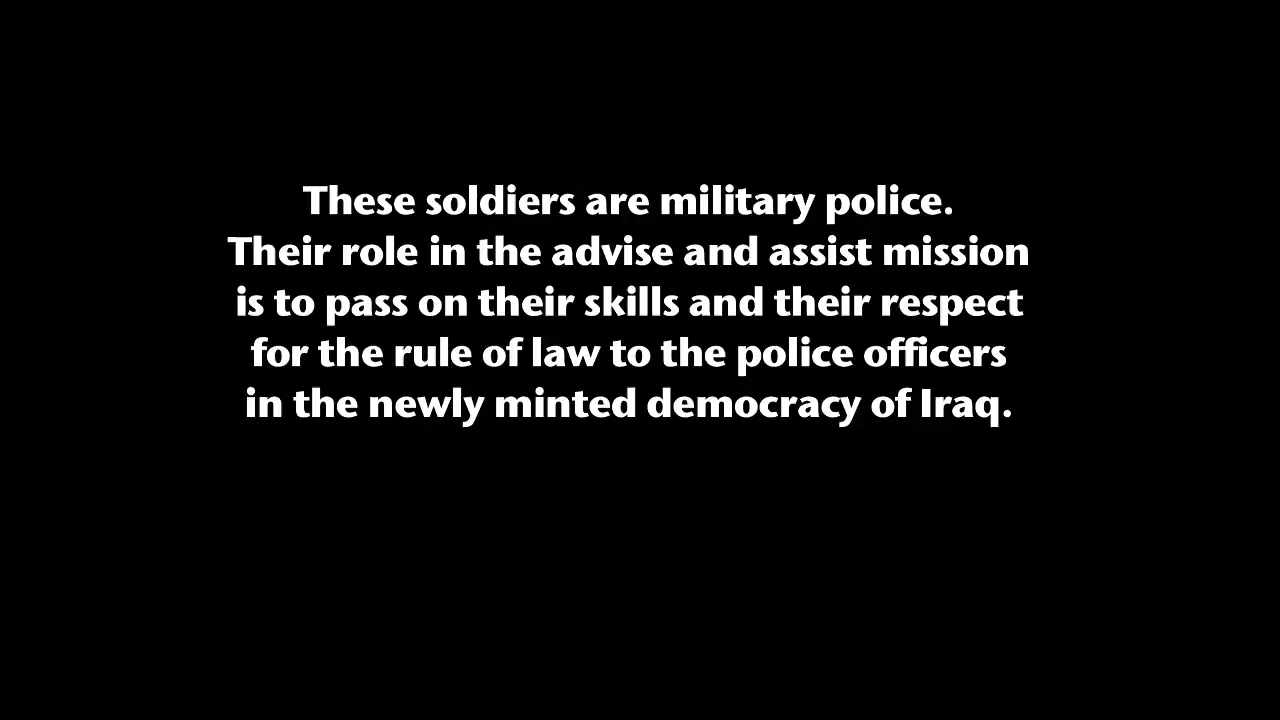 These soldiers are military police.
Their role in the advise and assist mission
is to pass on their skills and their respect
for the rule of law to the police officers
in the newly minted democracy of Iraq.